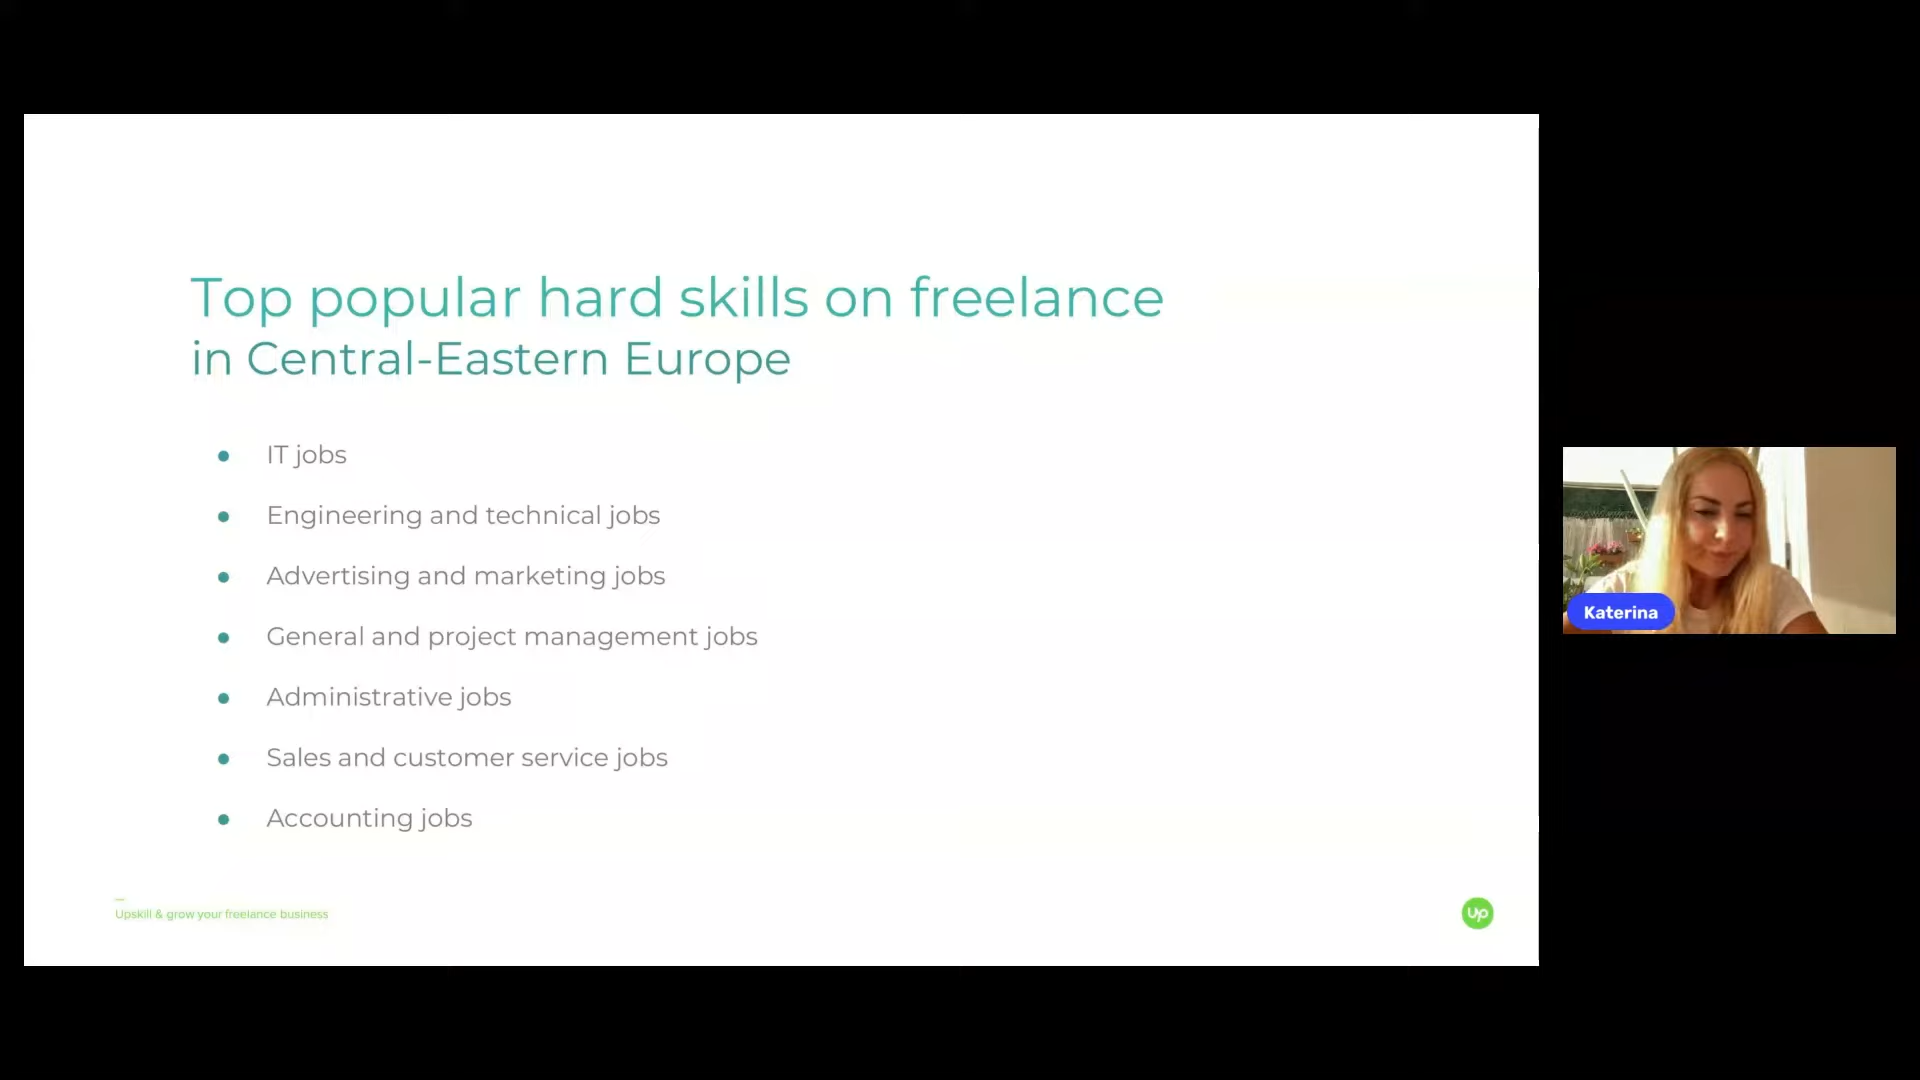 Top popular hard skills on freelance
in Central-Eastern Europe
● IT jobs
● Engineering and technical jobs
● Advertising and marketing jobs
● General and project management jobs
● Administrative jobs
● Sales and customer service jobs
● Accounting jobs
Upskill & grow your freelance business
Up
Katerina